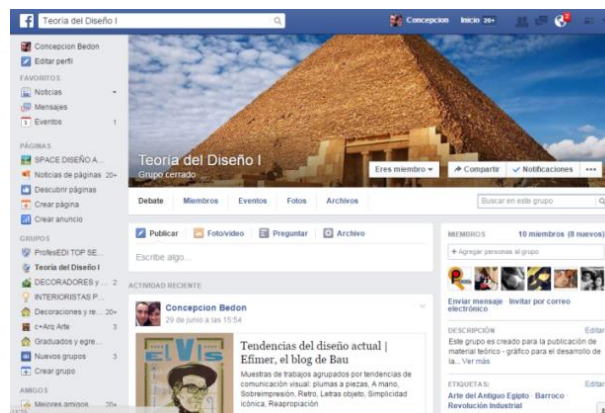 Teoría del Diseño I
Concepcion Inicio 20+
Concepcion Bedon
Editar perfil
FAVORITOS
Noticias
Mensajes
Eventos 1
PÁGINAS
SPACE DISEÑO A...
Noticias de páginas 20+
Descubrir páginas
Crear página
Crear anuncio
GRUPOS
ProfesEDI TOP SE...
Teoría del Diseño I
DECORADORES y ... 2
INTERIORISTAS P...
Decoraciones y re... 20+
c+Arq Arte 3
Graduados y egre...
Nuevos grupos 3
Crear grupo
AMIGOS
Mejores amigos 20+
Teoría del Diseño I
Grupo cerrado
Eres miembro
Compartir
Notificaciones
Debate Miembros Eventos Fotos Archivos
Buscar en este grupo
Publicar Foto/video Preguntar Archivo
Escribe algo...
ACTIVIDAD RECIENTE
Concepcion Bedon
29 de junio a las 15:54
ELVIS
Tendencias del diseño actual |
Efimer, el blog de Bau
Muestras de trabajos agrupados por tendencias de
comunicación visual: plumas a piezas, A mano,
Sobreimpresión, Retro, Letras objeto, Simplicidad
icónica, Reapropiación
MIEMBROS 10 miembros (8 nuevos)
+ Agregar personas al grupo
Enviar mensaje · Invitar por correo
electrónico
DESCRIPCIÓN Editar
Este grupo es creado para la publicación de
material teórico - gráfico para el desarrollo de
la... Ver más
ETIQUETAS: Editar
Arte del Antiguo Egipto · Barroco
Revolución Industrial